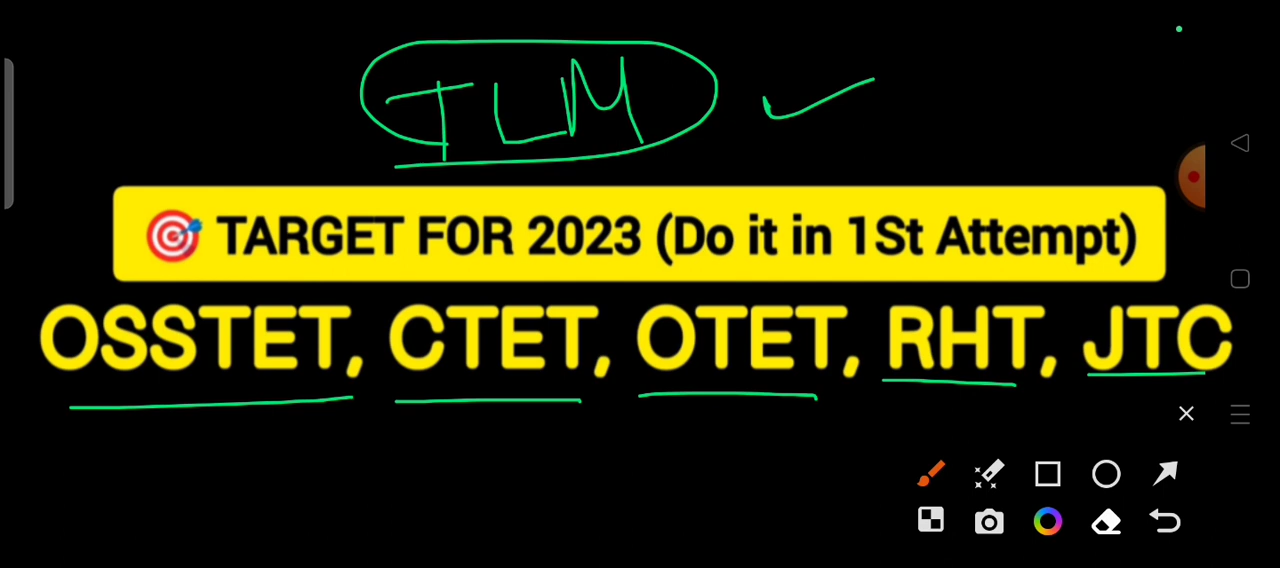 TLM
TARGET FOR 2023 (Do it in 1St Attempt)
OSSTET, CTET, OTET, RHT, JTC